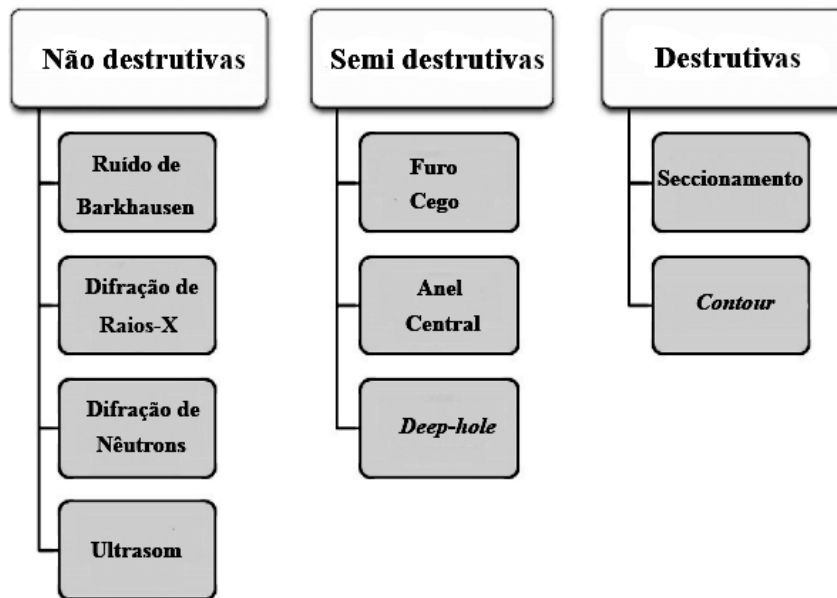 Não destrutivas
Ruído de
Barkhausen
Difração de
Raios-X
Difração de
Nêutrons
Ultrasom
Semi destrutivas
Furo
Cego
Anel
Central
Deep-hole
Destrutivas
Seccionamento
Contour